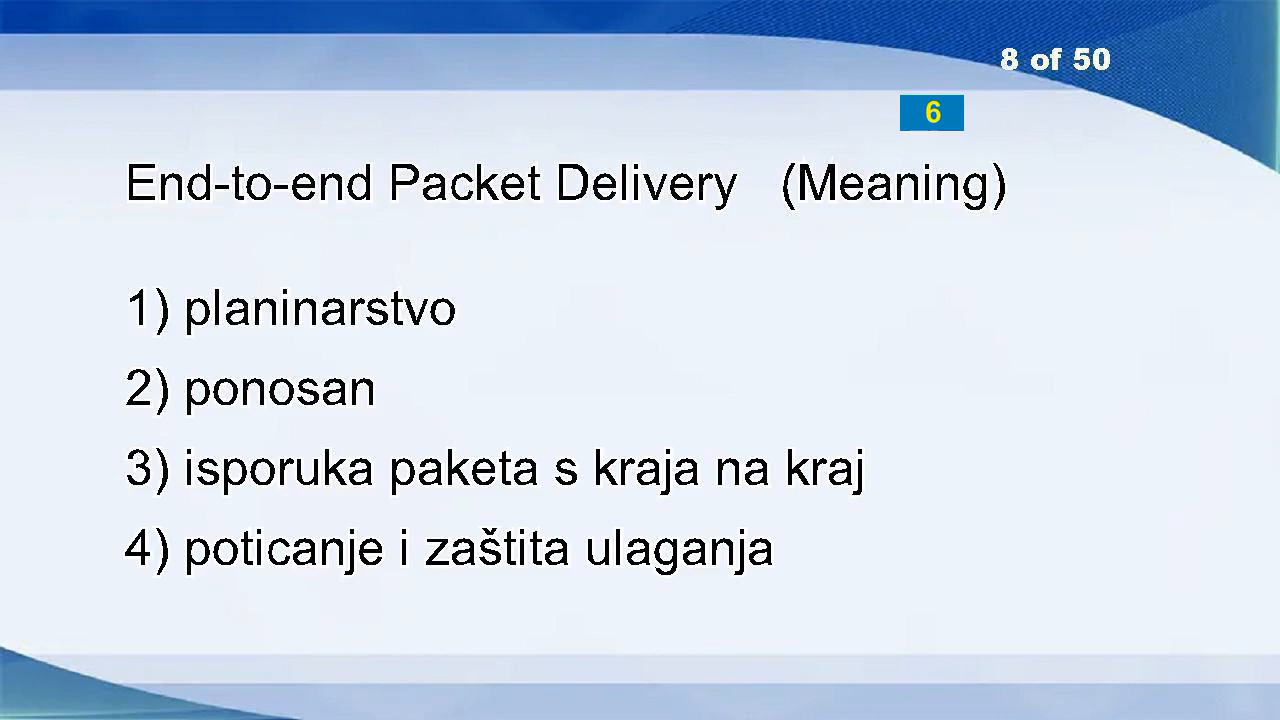 8 of 50
6
End-to-end Packet Delivery (Meaning)
1) planinarstvo
2) ponosan
3) isporuka paketa s kraja na kraj
4) poticanje i zaštita ulaganja